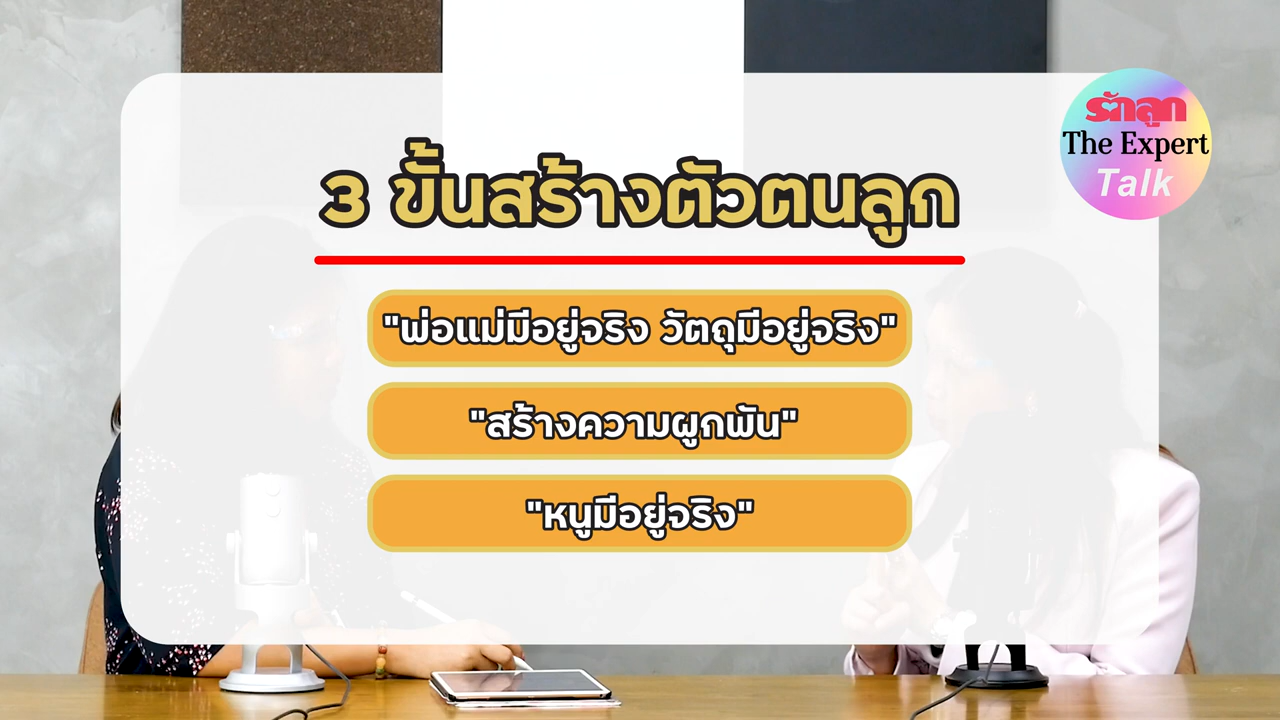 รักลูก
The Expert
Talk
3 ขั้นสร้างตัวตนลูก
"พ่อแม่มีอยู่จริง วัตถุมีอยู่จริง"
"สร้างความผูกพัน"
"หนูมีอยู่จริง"